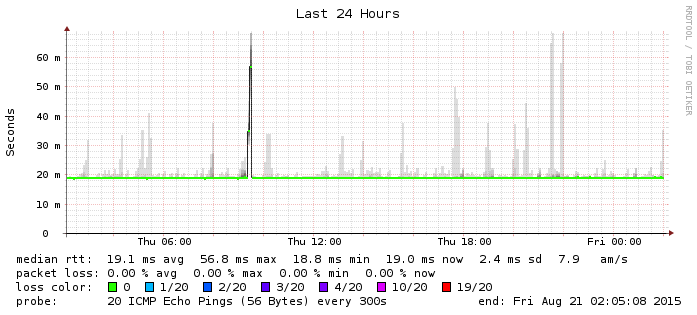 Last 24 Hours
RRDTOOL / TOBI OETIKER
Seconds
60 m
50 m
40 m
30 m
20 m
10 m
0
Thu 06:00 Thu 12:00 Thu 18:00 Fri 00:00
median rtt: 19.1 ms avg 56.8 ms max 18.8 ms min 19.0 ms now 2.4 ms sd 7.9 am/s
packet loss: 0.00 % avg 0.00 % max 0.00 % min 0.00 % now
loss color: 0 1/20 2/20 3/20 4/20 10/20 19/20
probe: 20 ICMP Echo Pings (56 Bytes) every 300s end: Fri Aug 21 02:05:08 2015